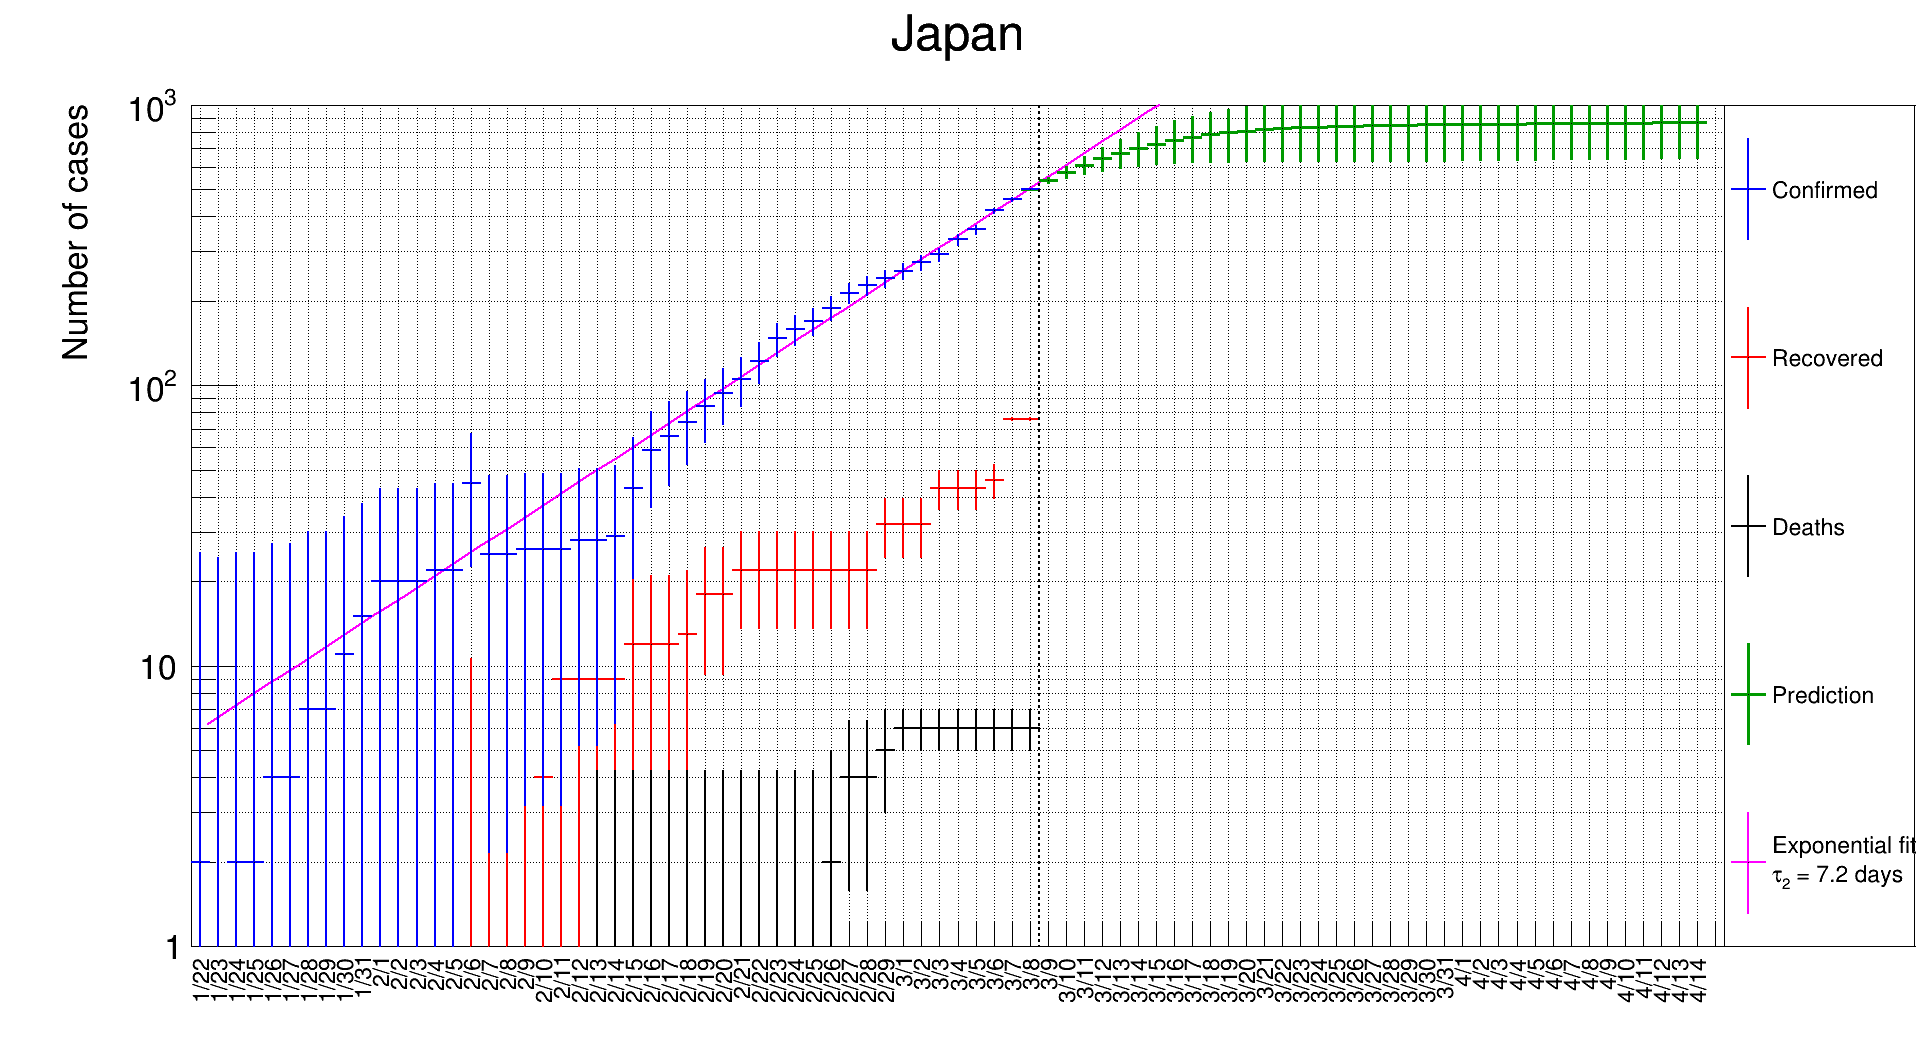 Japan
Number of cases
10³
10²
10
1
1/22 1/23 1/24 1/25 1/26 1/27 1/28 1/29 1/30 1/31 2/1 2/2 2/3 2/4 2/5 2/6 2/7 2/8 2/9 2/10 2/11 2/12 2/13 2/14 2/15 2/16 2/17 2/18 2/19 2/20 2/21 2/22 2/23 2/24 2/25 2/26 2/27 2/28 2/29 3/1 3/2 3/3 3/4 3/5 3/6 3/7 3/8 3/9 3/10 3/11 3/12 3/13 3/14 3/15 3/16 3/17 3/18 3/19 3/20 3/21 3/22 3/23 3/24 3/25 3/26 3/27 3/28 3/29 3/30 3/31 4/1 4/2 4/3 4/4 4/5 4/6 4/7 4/8 4/9 4/10 4/11 4/12 4/13 4/14
Confirmed
Recovered
Deaths
Prediction
Exponential fit
τ₂ = 7.2 days